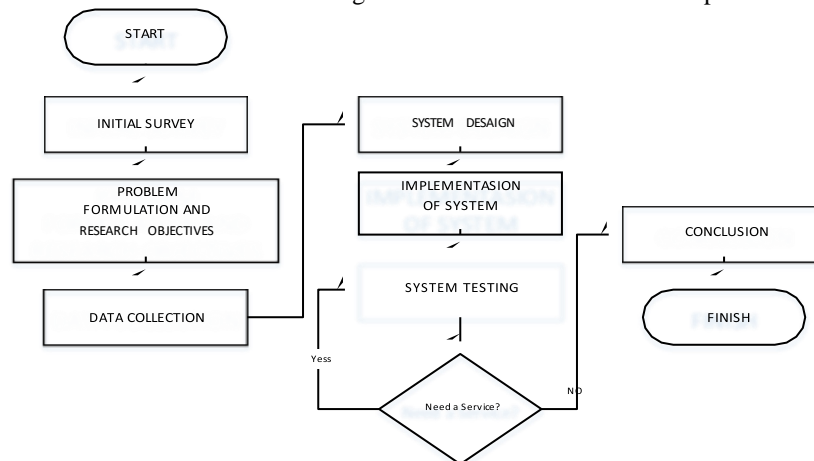 START
INITIAL SURVEY
PROBLEM
FORMULATION AND
RESEARCH OBJECTIVES
DATA COLLECTION
SYSTEM DESAIGN
IMPLEMENTASION
OF SYSTEM
SYSTEM TESTING
Yess
Need a Service?
NO
CONCLUSION
FINISH